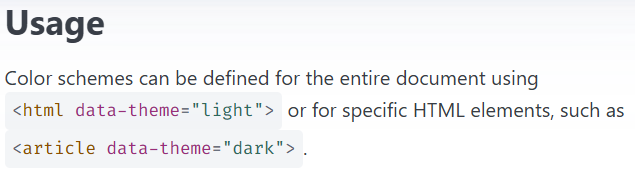 Usage
Color schemes can be defined for the entire document using
<html data-theme="light"> or for specific HTML elements, such as
<article data-theme="dark">.